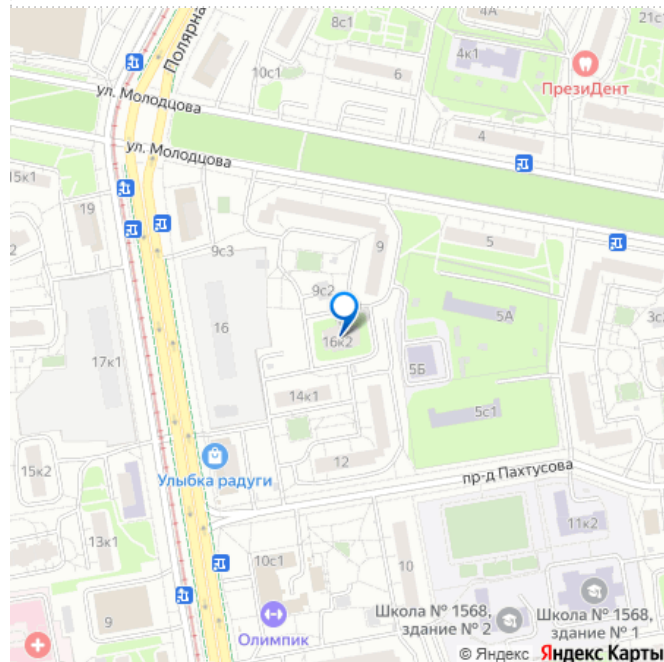 8с1
4А
21с1
Полярна
10с1
6
4к1
ПрезиДент
ул. Молодцова
ул. Молодцова
4
15к1
19
9с3
9
5
2
9с2
5А
3с
16
16к2
17к1
5Б
14к1
5с1
12
Улыбка радуги
пр-д Пахтусова
15к2
11к2
13к1
10с1
10
9
Школа № 1568,
здание № 2
Школа № 1568,
здание № 1
Олимпик
© Яндекс Яндекс Карты